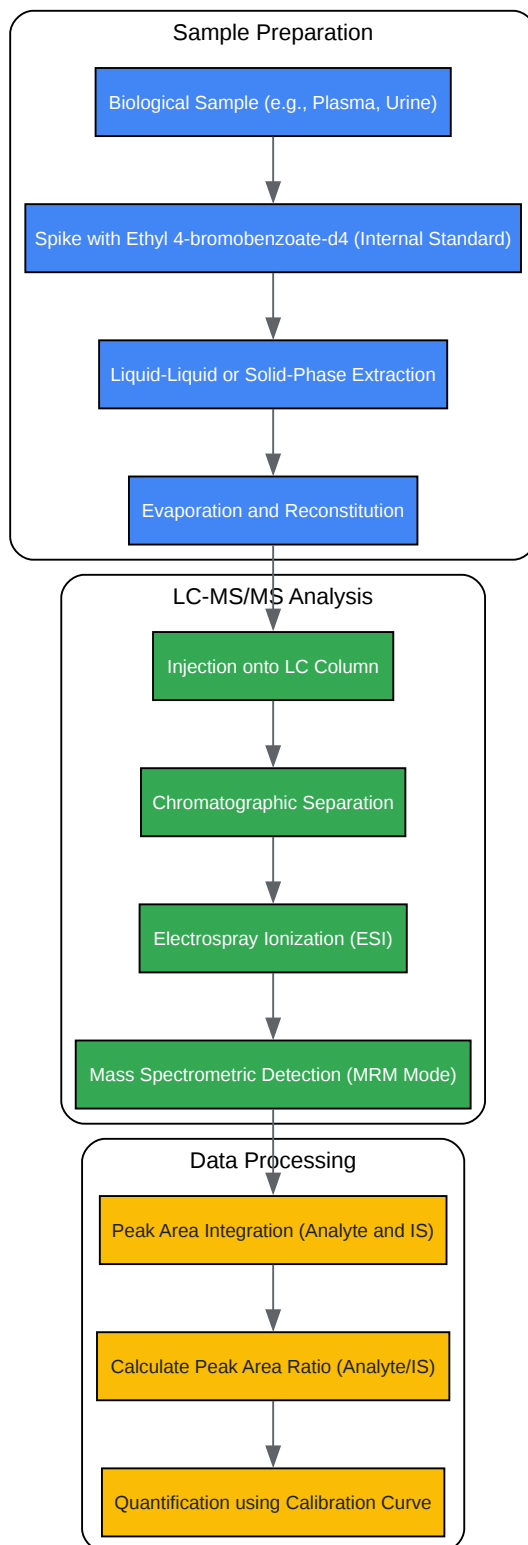 Sample Preparation
Biological Sample (e.g., Plasma, Urine)
Spike with Ethyl 4-bromobenzoate-d4 (Internal Standard)
Liquid-Liquid or Solid-Phase Extraction
Evaporation and Reconstitution
LC-MS/MS Analysis
Injection onto LC Column
Chromatographic Separation
Electrospray Ionization (ESI)
Mass Spectrometric Detection (MRM Mode)
Data Processing
Peak Area Integration (Analyte and IS)
Calculate Peak Area Ratio (Analyte/IS)
Quantification using Calibration Curve